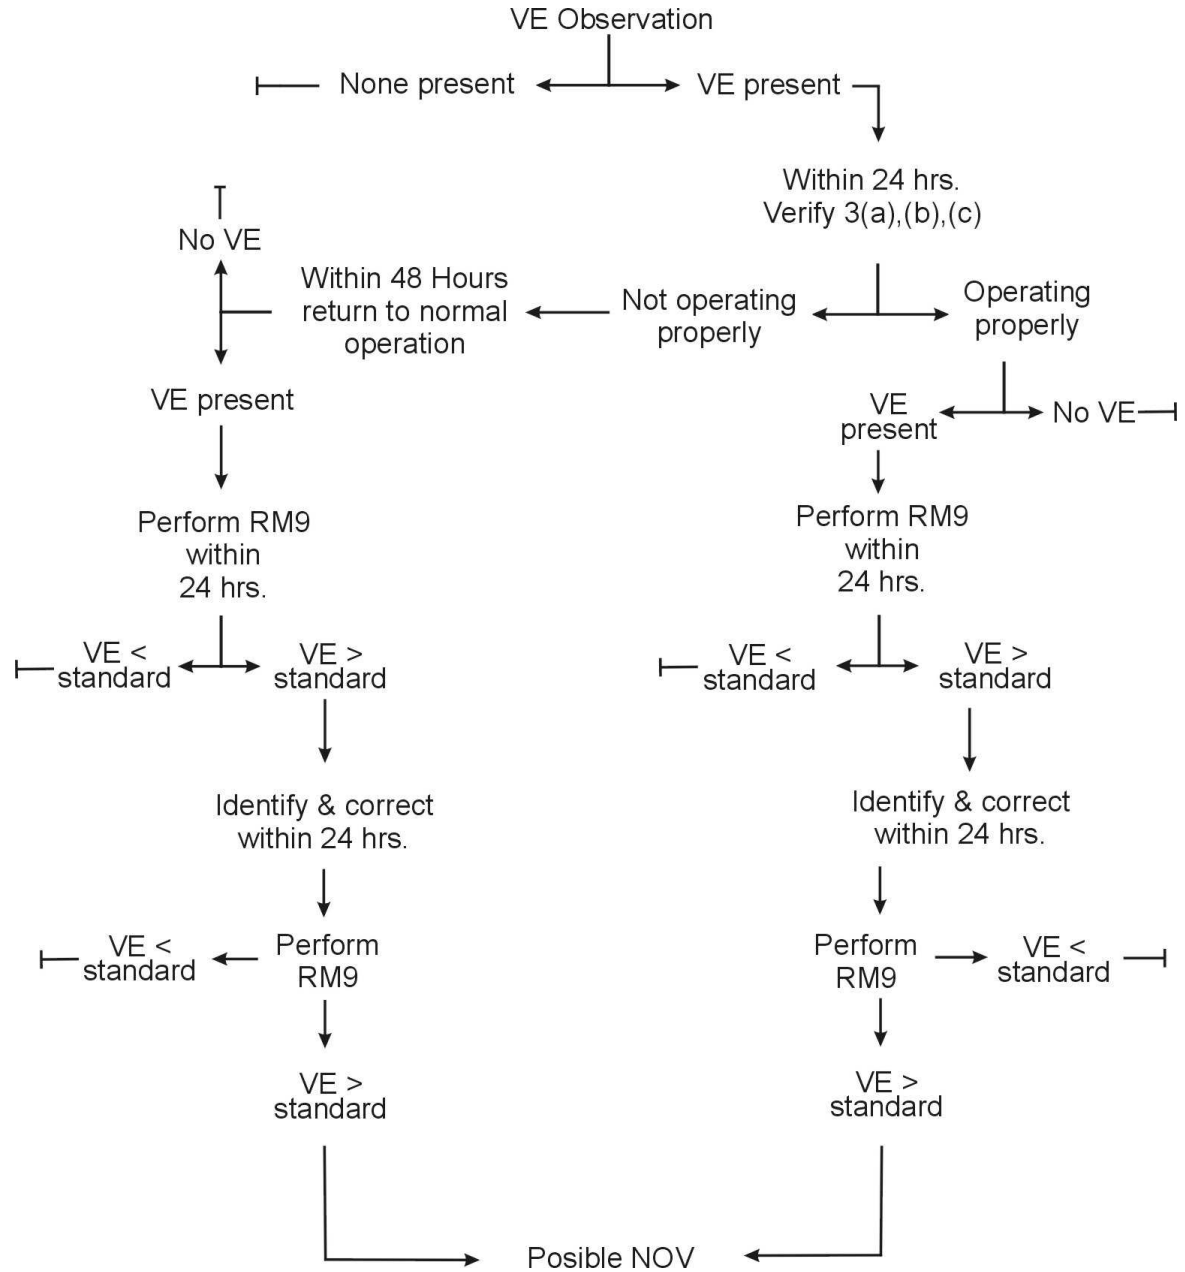 VE Observation
None present
VE present
Within 24 hrs.
Verify 3(a),(b),(c)
No VE
Within 48 Hours
return to normal
operation
Not operating
properly
Operating
properly
VE present
VE
present
No VE
Perform RM9
within
24 hrs.
Perform RM9
within
24 hrs.
VE <
standard
VE >
standard
VE <
standard
VE >
standard
Identify & correct
within 24 hrs.
Identify & correct
within 24 hrs.
VE <
standard
Perform
RM9
Perform
RM9
VE <
standard
VE >
standard
VE >
standard
Posible NOV